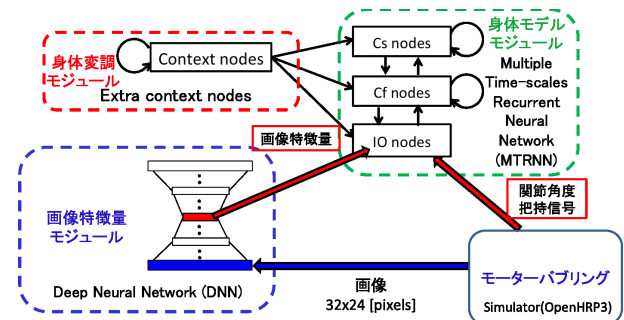 身体変調
モジュール
Context nodes
Extra context nodes
Cs nodes
Cf nodes
IO nodes
身体モデル
モジュール
Multiple
Time-scales
Recurrent
Neural
Network
(MTRNN)
画像特徴量
関節角度
把持信号
画像特徴量
モジュール
Deep Neural Network (DNN)
画像
32x24 [pixels]
モーターバブリング
Simulator(OpenHRP3)